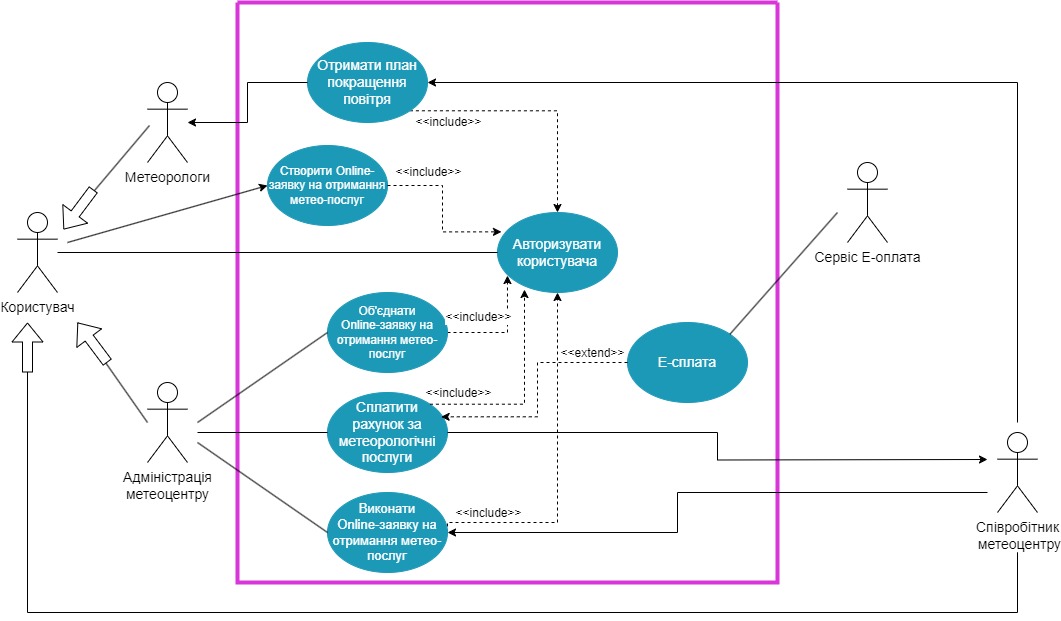 Отримати план
покращення
повітря
<<include>>
Метеорологи
Створити Online-
заявку на отримання
метео-послуг
<<include>>
Авторизувати
користувача
Сервіс Е-оплата
Користувач
Об'єднати
Online-заявку на
отримання метео-
послуг
<<include>>
<<extend>>
Е-сплата
<<include>>
Сплатити
рахунок за
метеорологічні
послуги
Адміністрація
метеоцентру
Виконати
Online-заявку на
отримання метео-
послуг
<<include>>
Співробітник
метеоцентру